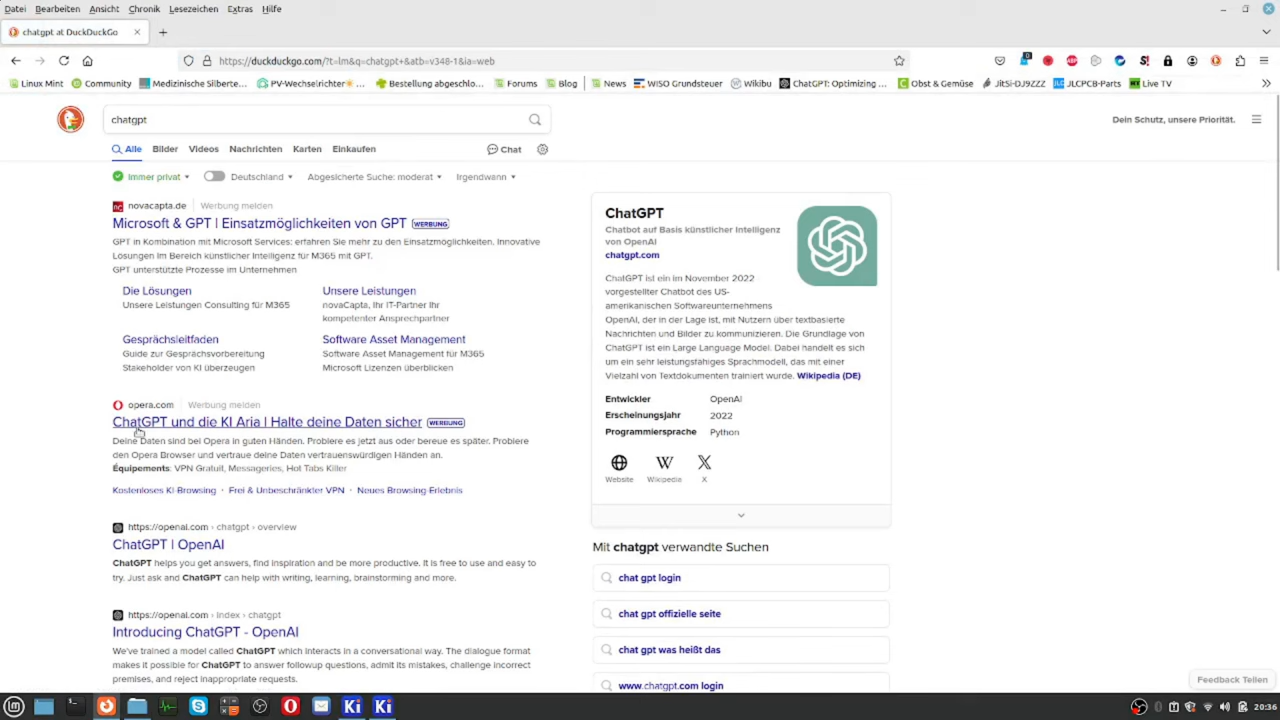 Datei Bearbeiten Ansicht Chronik Lesezeichen Extras Hilfe
chatgpt at DuckDuckGo
https://duckduckgo.com/?t=lm&q=chatgpt+&atb=v348-1&ia=web
Linux Mint Community Medizinische Silberte... PV-Wechselrichter ... Bestellung abgeschlo... Forums Blog News WISO Grundsteuer Wikibu ChatGPT: Optimizing ... Obst & Gemüse JitSi-DJ9ZZZ JLCPCB-Parts Live TV
chatgpt
Dein Schutz, unsere Priorität.
Alle Bilder Videos Nachrichten Karten Einkaufen Chat
Immer privat Deutschland Abgesicherte Suche: moderat Irgendwann
novacapta.de Werbung melden
Microsoft & GPT | Einsatzmöglichkeiten von GPT WERBUNG
GPT in Kombination mit Microsoft Services: erfahren Sie mehr zu den Einsatzmöglichkeiten. Innovative
Lösungen im Bereich künstlicher Intelligenz für M365 mit GPT.
GPT unterstützte Prozesse im Unternehmen
Die Lösungen
Unsere Leistungen Consulting für M365
Unsere Leistungen
novaCapta, Ihr IT-Partner Ihr
kompetenter Ansprechpartner
Gesprächsleitfaden
Guide zur Gesprächsvorbereitung
Stakeholder von KI überzeugen
Software Asset Management
Software Asset Management für M365
Microsoft Lizenzen überblicken
opera.com Werbung melden
ChatGPT und die KI Aria | Halte deine Daten sicher WERBUNG
Deine Daten sind bei Opera in guten Händen. Probiere es jetzt aus oder bereue es später. Probiere
den Opera Browser und vertraue deine Daten vertrauenswürdigen Händen an.
Équipements: VPN Gratuit, Messageries, Hot Tabs Killer
Kostenloses KI-Browsing · Frei & Unbeschränkter VPN · Neues Browsing-Erlebnis
https://openai.com › chatgpt › overview
ChatGPT | OpenAI
ChatGPT helps you get answers, find inspiration and be more productive. It is free to use and easy to
try. Just ask and ChatGPT can help with writing, learning, brainstorming and more.
https://openai.com › index › chatgpt
Introducing ChatGPT - OpenAI
We've trained a model called ChatGPT which interacts in a conversational way. The dialogue format
makes it possible for ChatGPT to answer followup questions, admit its mistakes, challenge incorrect
premises, and reject inappropriate requests.
ChatGPT
Chatbot auf Basis künstlicher Intelligenz
von OpenAI
chatgpt.com
ChatGPT ist ein im November 2022
vorgestellter Chatbot des US-
amerikanischen Softwareunternehmens
OpenAI, der in der Lage ist, mit Nutzern über textbasierte
Nachrichten und Bilder zu kommunizieren. Die Grundlage von
ChatGPT ist ein Large Language Model. Dabei handelt es sich
um ein sehr leistungsfähiges Sprachmodell, das mit einer
Vielzahl von Textdokumenten trainiert wurde. Wikipedia (DE)
Entwickler OpenAI
Erscheinungsjahr 2022
Programmiersprache Python
Website Wikipedia X
Mit chatgpt verwandte Suchen
chat gpt login
chat gpt offizielle seite
chat gpt was heißt das
www.chatgpt.com login
Feedback Teilen
Ki Ki
20:36